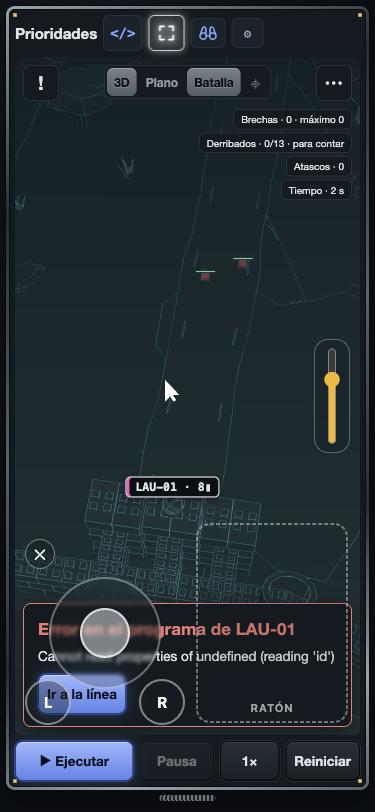 Prioridades </>
! 3D Plano Batalla ...
Brechas · 0 · máximo 0
Derribados · 0/13 · para contar
Atascos · 0
Tiempo · 2 s
LAU-01 · 8
Error en el programa de LAU-01
Cannot read properties of undefined (reading 'id')
Ir a la línea
L R RATÓN
Ejecutar Pausa 1× Reiniciar